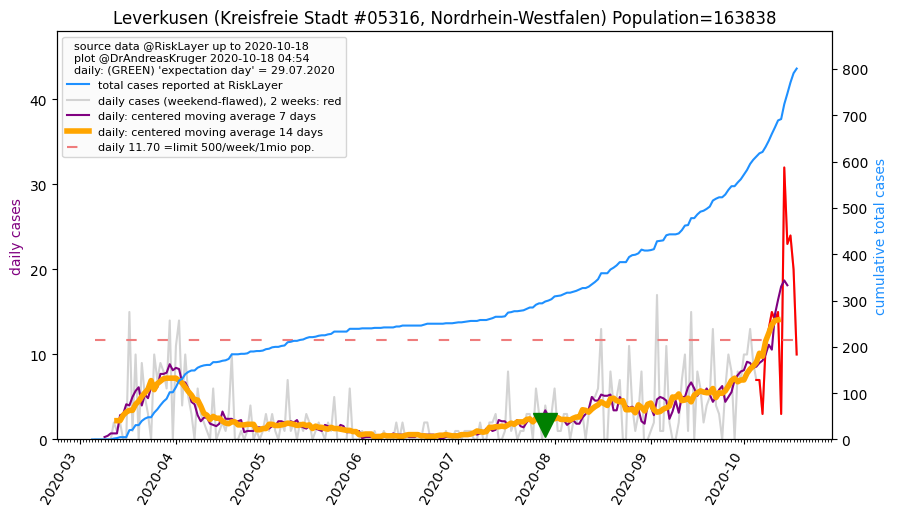 Leverkusen (Kreisfreie Stadt #05316, Nordrhein-Westfalen) Population=163838
source data @RiskLayer up to 2020-10-18
plot @DrAndreasKruger 2020-10-18 04:54
daily: (GREEN) 'expectation day' = 29.07.2020
total cases reported at RiskLayer
daily cases (weekend-flawed), 2 weeks: red
daily: centered moving average 7 days
daily: centered moving average 14 days
daily 11.70 =limit 500/week/1mio pop.
daily cases
40
30
20
10
0
cumulative total cases
800
700
600
500
400
300
200
100
0
2020-03
2020-04
2020-05
2020-06
2020-07
2020-08
2020-09
2020-10